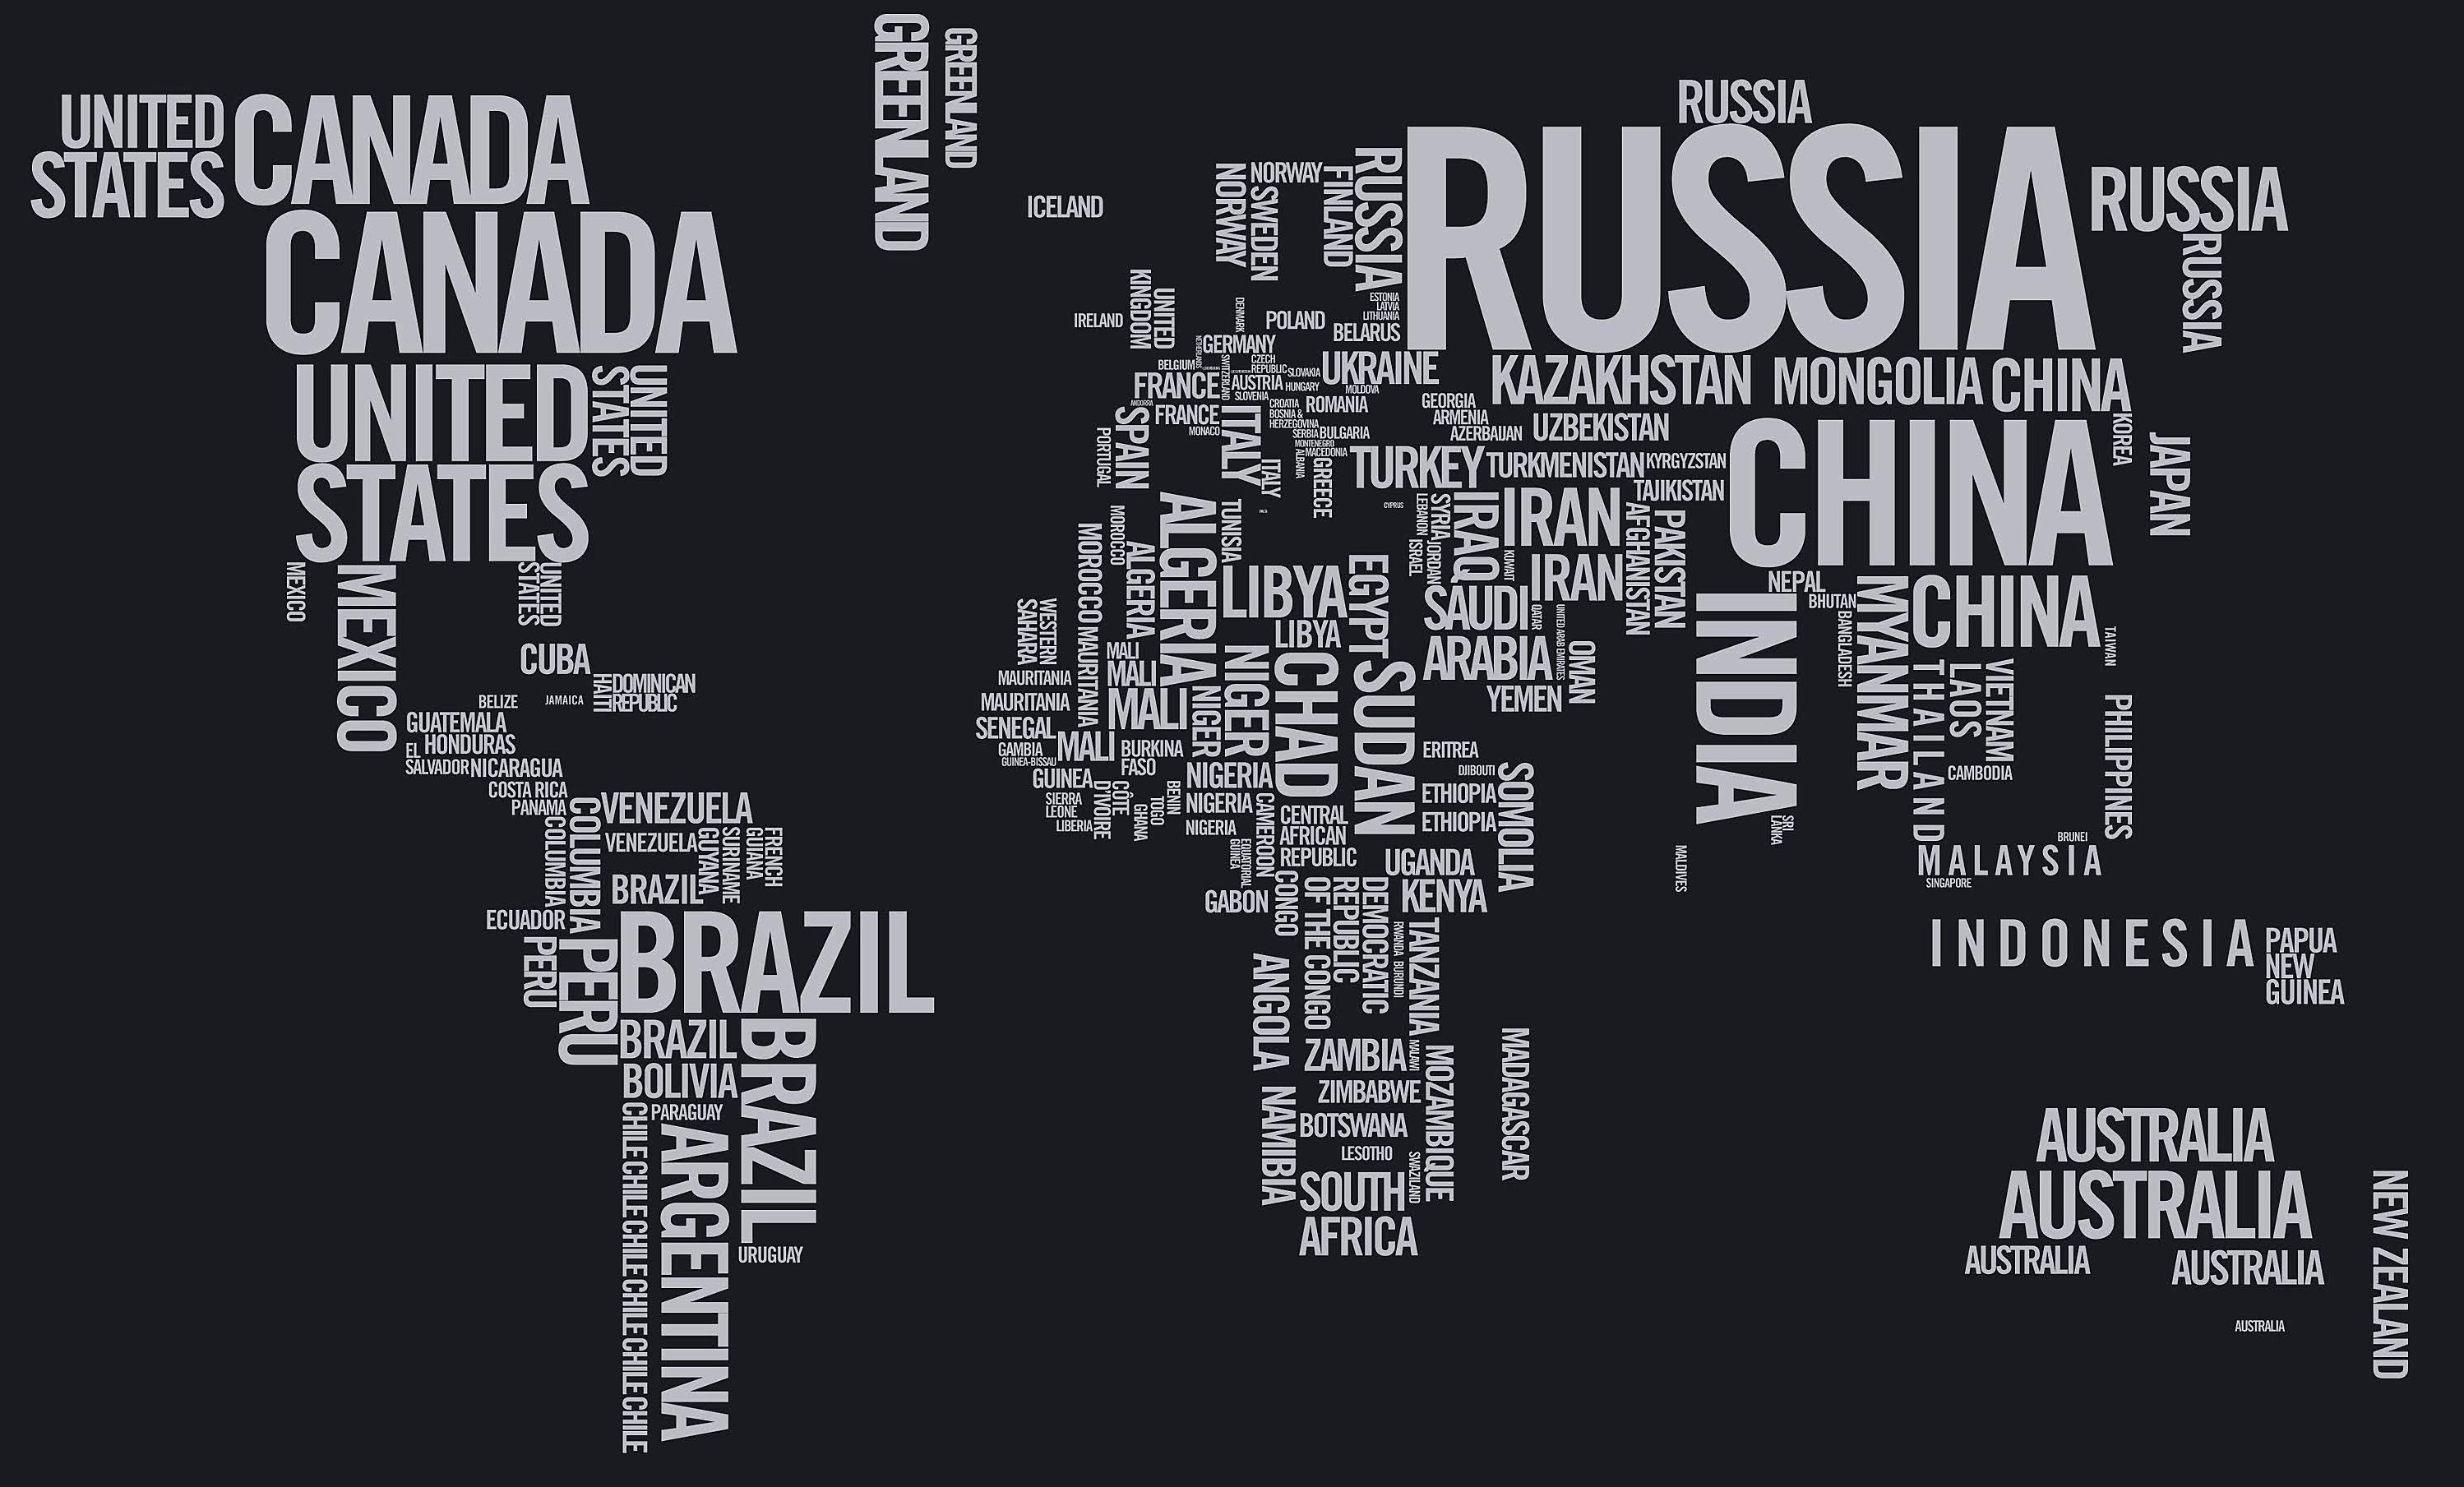 UNITED
STATES
CANADA
CANADA
UNITED
STATES
UNITED
STATES
UNITED
STATES
MEXICO
MEXICO
CUBA
HAITI
DOMINICAN
REPUBLIC
BELIZE
JAMAICA
GUATEMALA
HONDURAS
EL
SALVADOR
NICARAGUA
COSTA RICA
PANAMA
COLUMBIA
COLUMBIA
VENEZUELA
VENEZUELA
GUYANA
SURINAME
FRENCH
GUIANA
BRAZIL
ECUADOR
BRAZIL
PERU
PERU
BRAZIL
BRAZIL
BOLIVIA
PARAGUAY
CHILE CHILE CHILE CHILE CHILE CHILE
ARGENTINA
URUGUAY
GREENLAND
GREENLAND
ICELAND
NORWAY
NORWAY
SWEDEN
FINLAND
RUSSIA
RUSSIA
RUSSIA
RUSSIA
RUSSIA
UNITED
KINGDOM
IRELAND
DENMARK
POLAND
ESTONIA
LATVIA
LITHUANIA
BELARUS
NETHERLANDS
GERMANY
BELGIUM
CZECH
REPUBLIC
SLOVAKIA
UKRAINE
FRANCE
SWITZERLAND
AUSTRIA
HUNGARY
SLOVENIA
MOLDOVA
ANDORRA
FRANCE
MONACO
SPAIN
PORTUGAL
ITALY
ITALY
CROATIA
ROMANIA
BOSNIA &
HERZEGOVINA
SERBIA
BULGARIA
MONTENEGRO
MACEDONIA
ALBANIA
GREECE
GEORGIA
ARMENIA
AZERBAIJAN
KAZAKHSTAN
MONGOLIA
CHINA
UZBEKISTAN
TURKEY
TURKMENISTAN
KYRGYZSTAN
TAJIKISTAN
CHINA
KOREA
JAPAN
CYPRUS
LEBANON
SYRIA
ISRAEL
JORDAN
IRAQ
IRAN
KUWAIT
IRAN
AFGHANISTAN
PAKISTAN
SAUDI
ARABIA
QATAR
UNITED ARAB EMIRATES
OMAN
YEMEN
INDIA
NEPAL
BHUTAN
BANGLADESH
MYANMAR
CHINA
TAIWAN
THAILAND
LAOS
VIETNAM
CAMBODIA
PHILIPPINES
SRI
LANKA
MALDIVES
BRUNEI
MALAYSIA
SINGAPORE
INDONESIA
PAPUA
NEW
GUINEA
MOROCCO
MOROCCO
ALGERIA
ALGERIA
TUNISIA
LIBYA
LIBYA
EGYPT
WESTERN
SAHARA
MAURITANIA
MAURITANIA
MAURITANIA
MALI
MALI
MALI
MALI
NIGER
NIGER
CHAD
SUDAN
SENEGAL
GAMBIA
GUINEA-BISSAU
GUINEA
SIERRA
LEONE
LIBERIA
CÔTE
D'IVOIRE
BURKINA
FASO
GHANA
TOGO
BENIN
NIGERIA
NIGERIA
NIGERIA
CAMEROON
EQUATORIAL
GUINEA
CENTRAL
AFRICAN
REPUBLIC
ERITREA
DJIBOUTI
ETHIOPIA
ETHIOPIA
SOMOLIA
UGANDA
KENYA
GABON
CONGO
DEMOCRATIC
REPUBLIC
OF THE CONGO
RWANDA
BURUNDI
TANZANIA
ANGOLA
ZAMBIA
MALAWI
MOZAMBIQUE
ZIMBABWE
NAMIBIA
BOTSWANA
LESOTHO
SWAZILAND
SOUTH
AFRICA
MADAGASCAR
AUSTRALIA
AUSTRALIA
AUSTRALIA
AUSTRALIA
AUSTRALIA
NEW ZEALAND